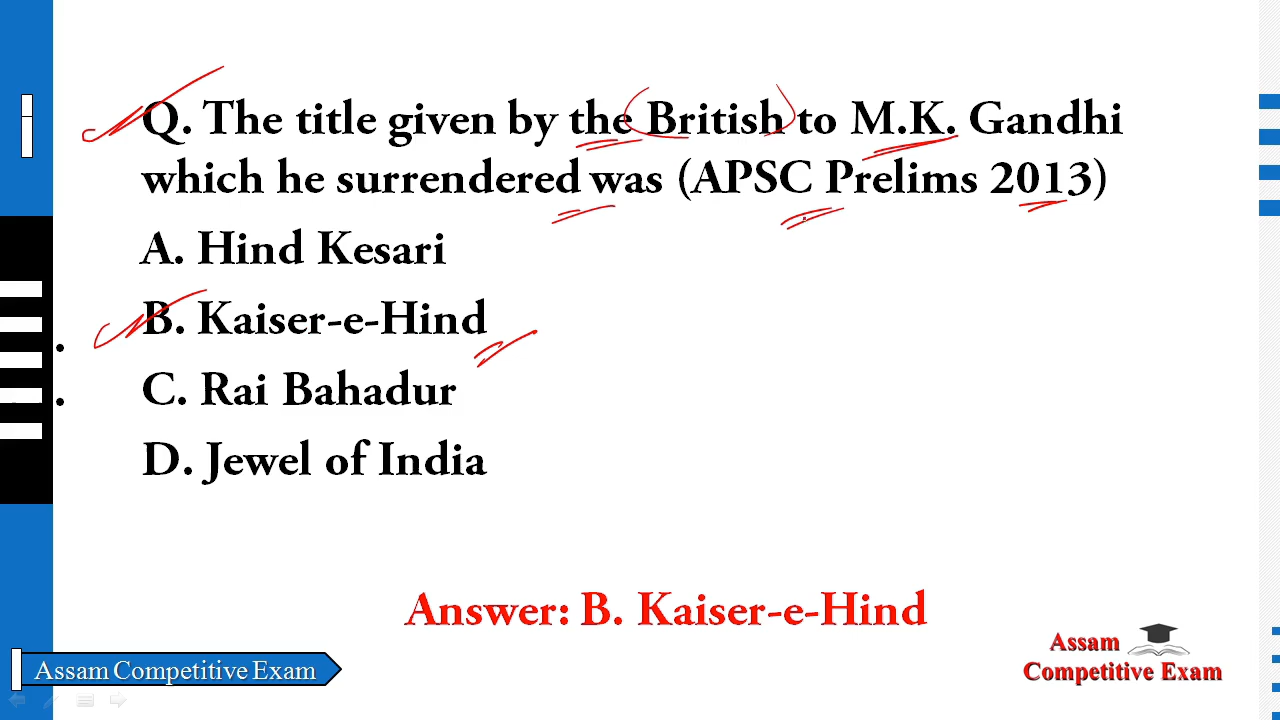 Q. The title given by the British to M.K. Gandhi
which he surrendered was (APSC Prelims 2013)
A. Hind Kesari
B. Kaiser-e-Hind
C. Rai Bahadur
D. Jewel of India
Answer: B. Kaiser-e-Hind
Assam Competitive Exam
Assam
Competitive Exam